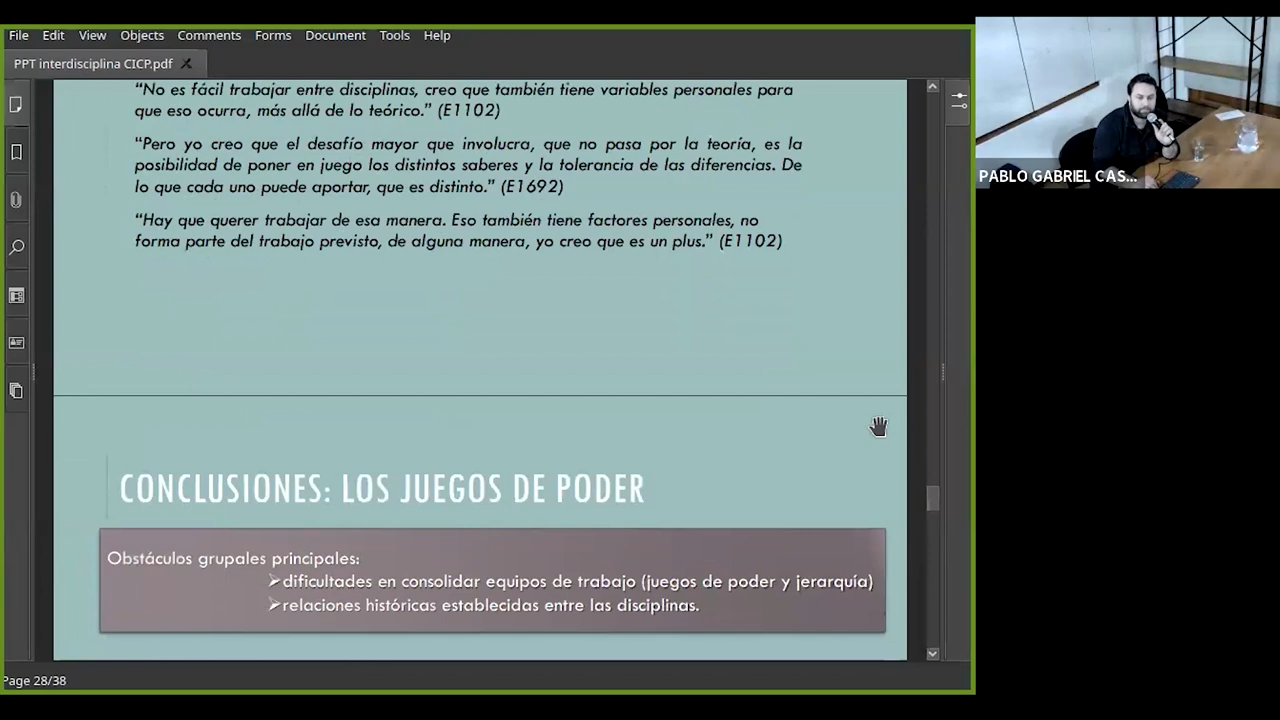 File Edit View Objects Comments Forms Document Tools Help
PPT interdisciplina CICP.pdf
“No es fácil trabajar entre disciplinas, creo que también tiene variables personales para
que eso ocurra, más allá de lo teórico.” (E1102)
“Pero yo creo que el desafío mayor que involucra, que no pasa por la teoría, es la
posibilidad de poner en juego los distintos saberes y la tolerancia de las diferencias. De
lo que cada uno puede aportar, que es distinto.” (E1692)
“Hay que querer trabajar de esa manera. Eso también tiene factores personales, no
forma parte del trabajo previsto, de alguna manera, yo creo que es un plus.” (E1102)
CONCLUSIONES: LOS JUEGOS DE PODER
Obstáculos grupales principales:
➢dificultades en consolidar equipos de trabajo (juegos de poder y jerarquía)
➢relaciones históricas establecidas entre las disciplinas.
Page 28/38
PABLO GABRIEL CAS...